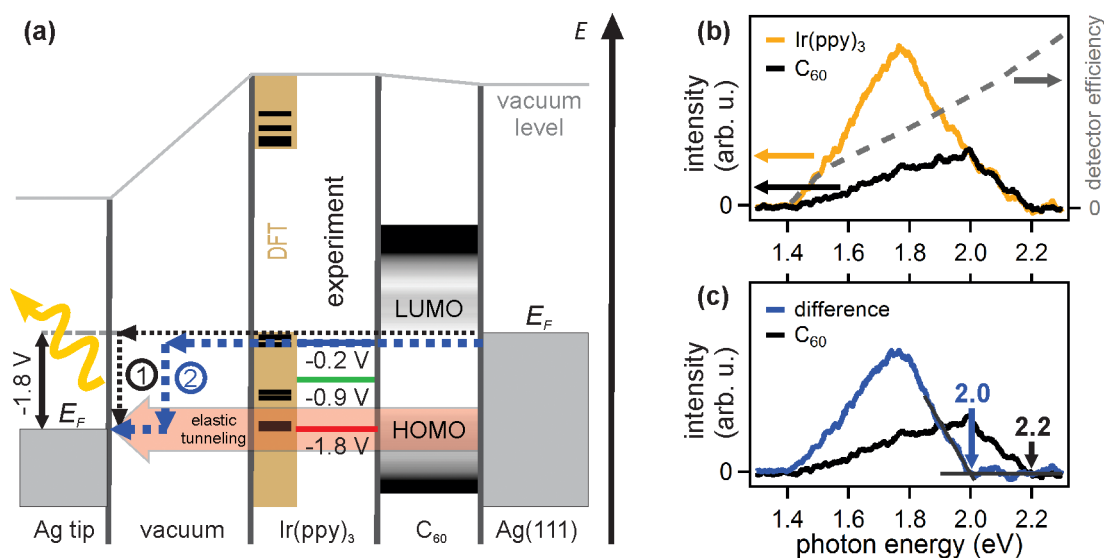 (a)
E
vacuum
level
DFT
experiment
LUMO
E_F
-1.8 V
1
2
-0.2 V
-0.9 V
E_F
elastic
tunneling
HOMO
-1.8 V
Ag tip
vacuum
Ir(ppy)₃
C₆₀
Ag(111)
(b)
Ir(ppy)₃
C₆₀
intensity
(arb. u.)
0
0
detector efficiency
1.4 1.6 1.8 2.0 2.2
(c)
difference
C₆₀
2.0
2.2
intensity
(arb. u.)
0
1.4 1.6 1.8 2.0 2.2
photon energy (eV)